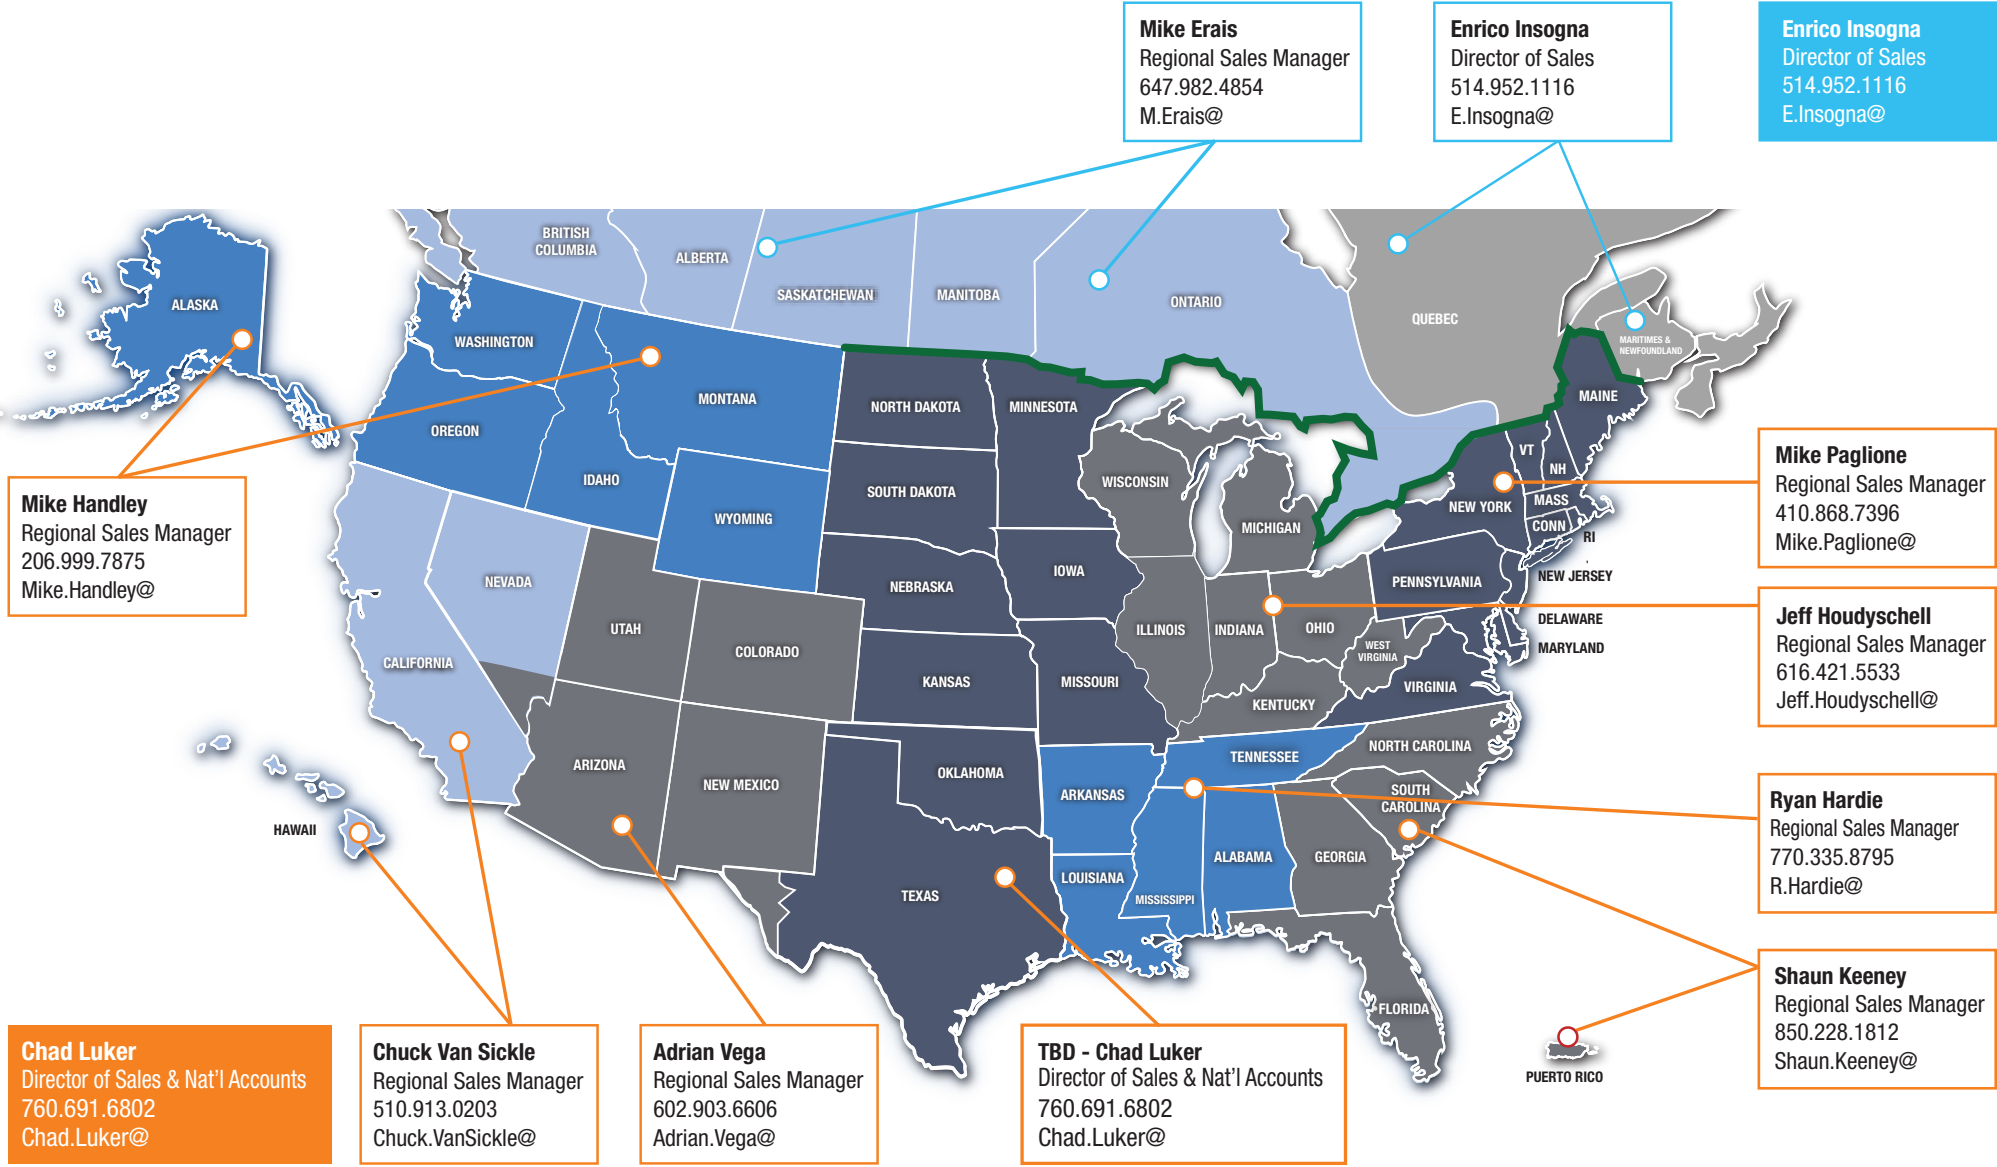 Mike Erais
Regional Sales Manager
647.982.4854
M.Erais@
Enrico Insogna
Director of Sales
514.952.1116
E.Insogna@
Enrico Insogna
Director of Sales
514.952.1116
E.Insogna@
BRITISH
COLUMBIA
ALBERTA
SASKATCHEWAN
MANITOBA
ONTARIO
QUEBEC
MARITIMES &
NEWFOUNDLAND
ALASKA
WASHINGTON
OREGON
IDAHO
MONTANA
WYOMING
NORTH DAKOTA
MINNESOTA
SOUTH DAKOTA
WISCONSIN
MICHIGAN
MAINE
VT
NH
NEW YORK
MASS
CONN
RI
NEW JERSEY
Mike Handley
Regional Sales Manager
206.999.7875
Mike.Handley@
Mike Paglione
Regional Sales Manager
410.868.7396
Mike.Paglione@
NEVADA
UTAH
COLORADO
CALIFORNIA
NEBRASKA
IOWA
KANSAS
MISSOURI
ILLINOIS
INDIANA
OHIO
PENNSYLVANIA
WEST
VIRGINIA
DELAWARE
MARYLAND
VIRGINIA
KENTUCKY
Jeff Houdyschell
Regional Sales Manager
616.421.5533
Jeff.Houdyschell@
HAWAII
ARIZONA
NEW MEXICO
OKLAHOMA
TEXAS
ARKANSAS
LOUISIANA
MISSISSIPPI
TENNESSEE
ALABAMA
NORTH CAROLINA
SOUTH
CAROLINA
GEORGIA
FLORIDA
PUERTO RICO
Ryan Hardie
Regional Sales Manager
770.335.8795
R.Hardie@
Shaun Keeney
Regional Sales Manager
850.228.1812
Shaun.Keeney@
Chad Luker
Director of Sales & Nat'l Accounts
760.691.6802
Chad.Luker@
Chuck Van Sickle
Regional Sales Manager
510.913.0203
Chuck.VanSickle@
Adrian Vega
Regional Sales Manager
602.903.6606
Adrian.Vega@
TBD - Chad Luker
Director of Sales & Nat'l Accounts
760.691.6802
Chad.Luker@